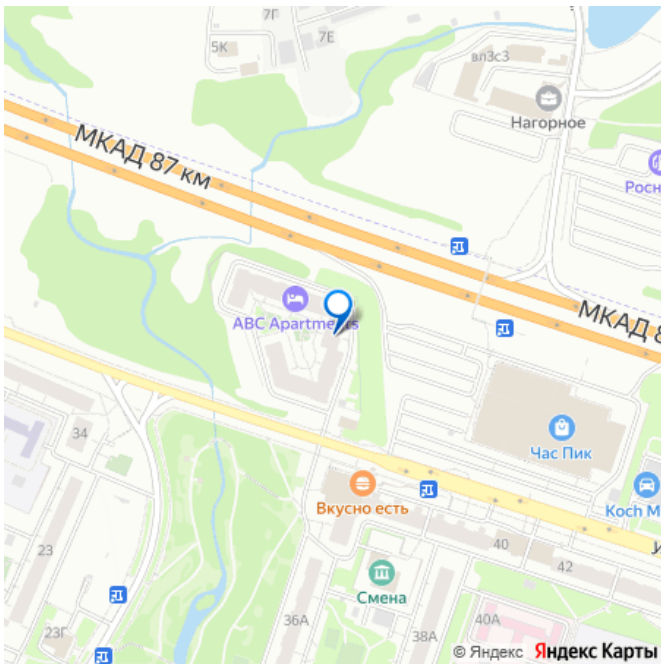 7Г
7Е
5К
вл3с3
Нагорное
МКАД 87 км
Росн
ABC Apartments
МКАД 8
34
Час Пик
Вкусно есть
Koch M
23
40
у
42
Смена
36А
38А
40А
23Г
© Яндекс Яндекс Карты